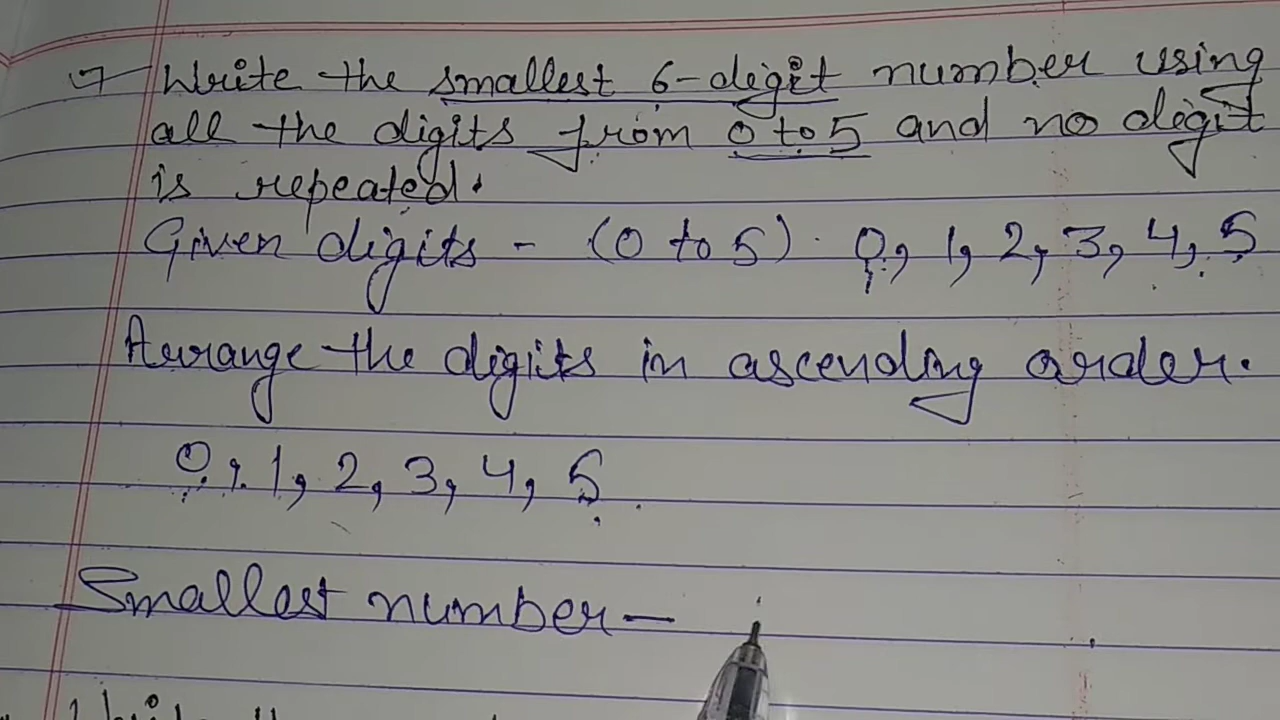 7 Write the smallest 6-digit number using
all the digits from 0 to 5 and no digit
is repeated.
Given digits - (0 to 5). 0, 1, 2, 3, 4, 5
Arrange the digits in ascending order.
0, 1, 2, 3, 4, 5
Smallest number -